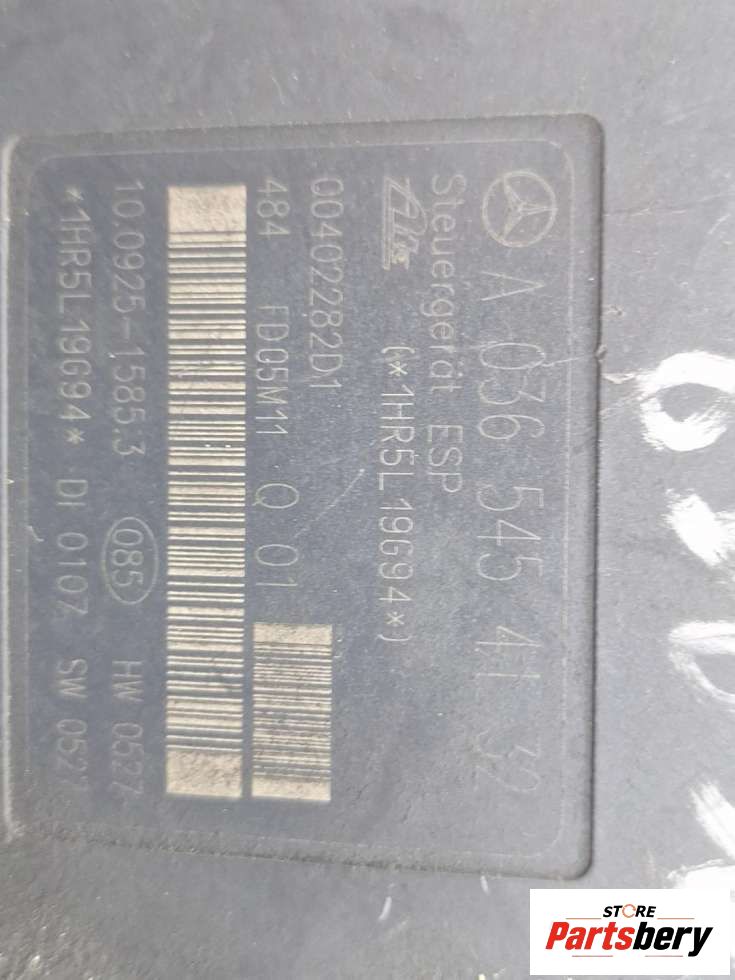 A 036 545 41 32
Steuergerät ESP
Ate (*1HR5L19G94*)
00402282D1
484 FD05M11 Q 01
10.0925-1585.3 085 HW 0527
*1HR5L19G94* DI 0107 SW 0527
STORE
Partsbery